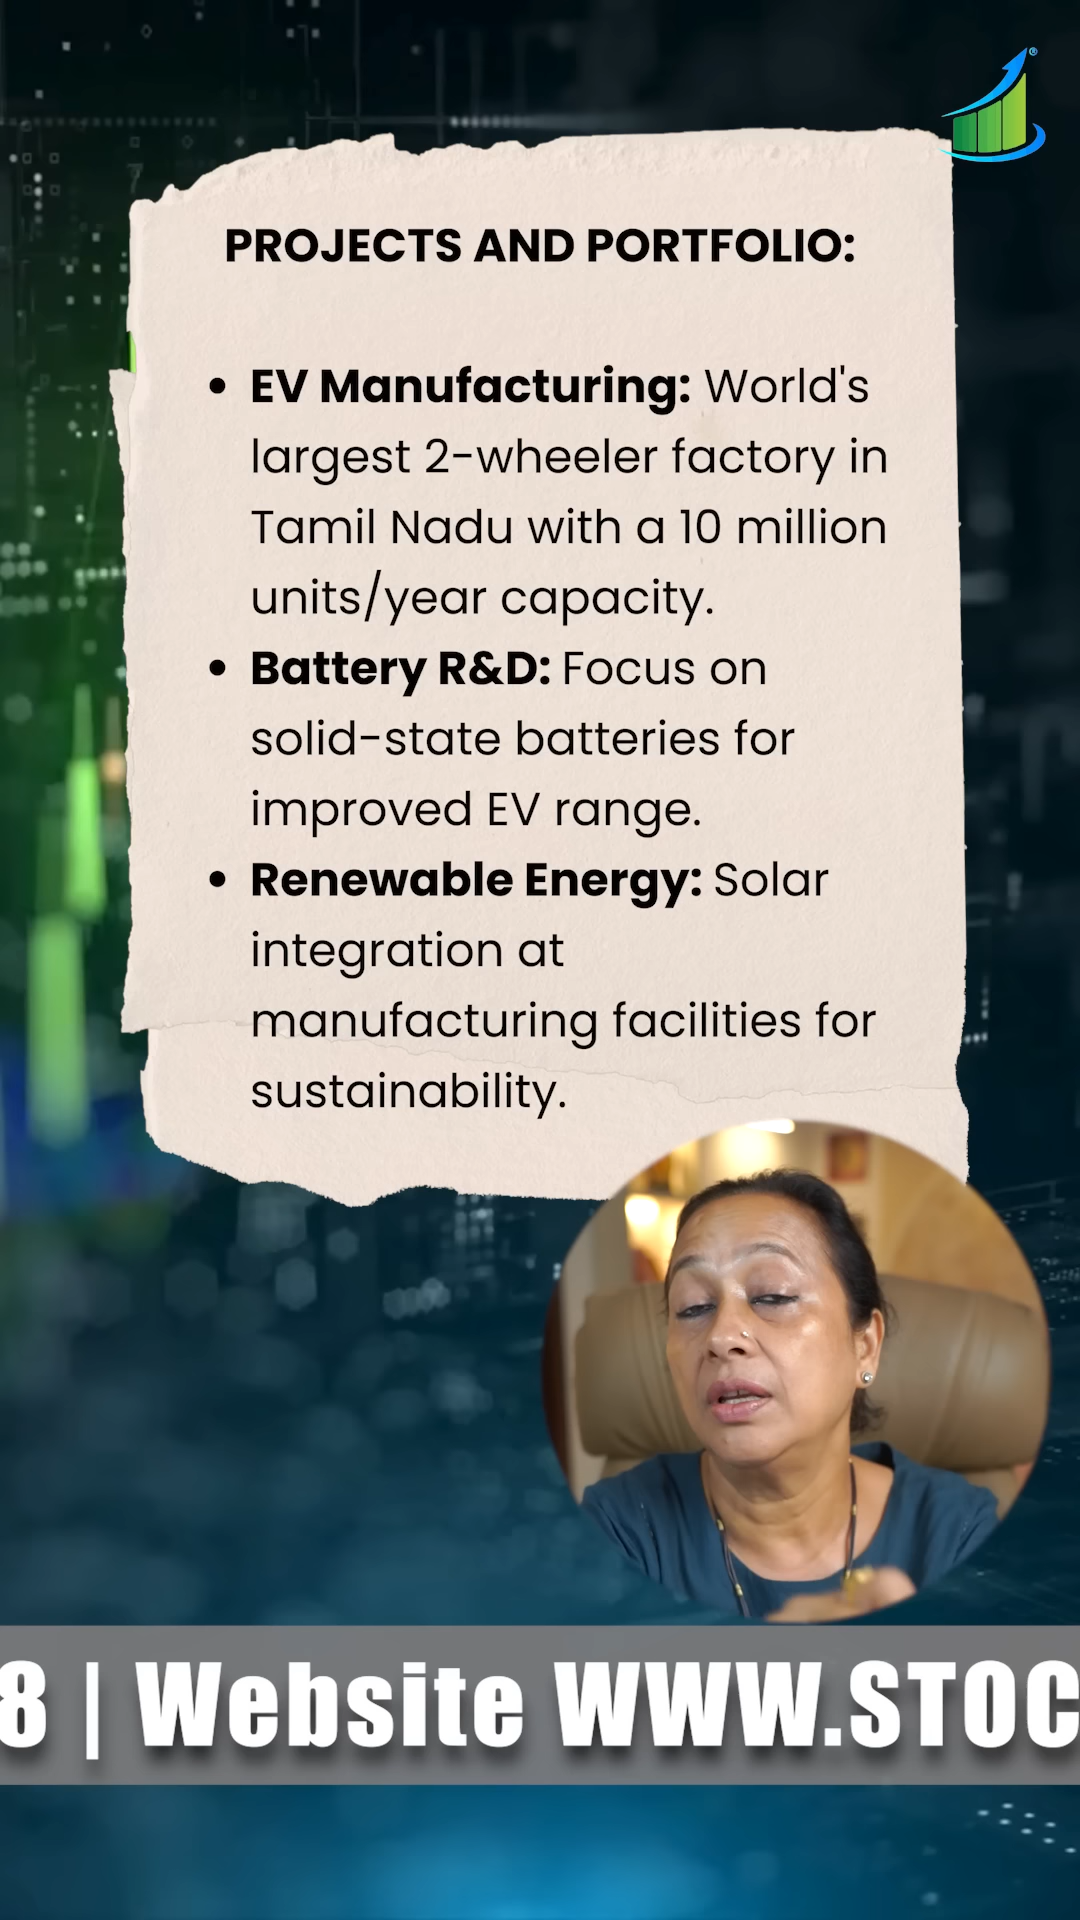 PROJECTS AND PORTFOLIO:
• EV Manufacturing: World's
largest 2-wheeler factory in
Tamil Nadu with a 10 million
units/year capacity.
• Battery R&D: Focus on
solid-state batteries for
improved EV range.
• Renewable Energy: Solar
integration at
manufacturing facilities for
sustainability.
8 | Website WWW.STOC